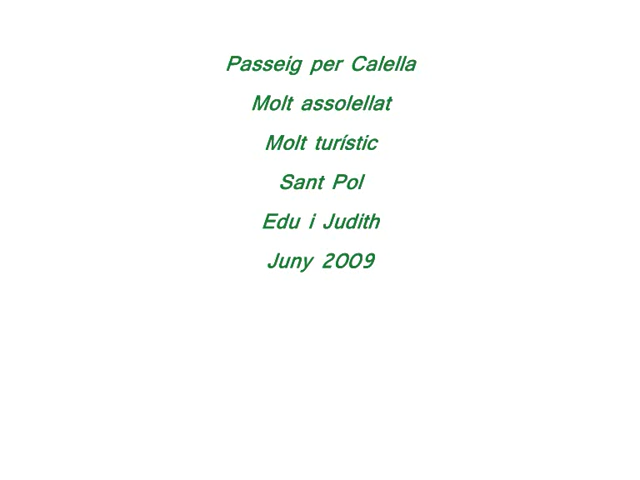 Passeig per Calella
Molt assolellat
Molt turístic
Sant Pol
Edu i Judith
Juny 2009